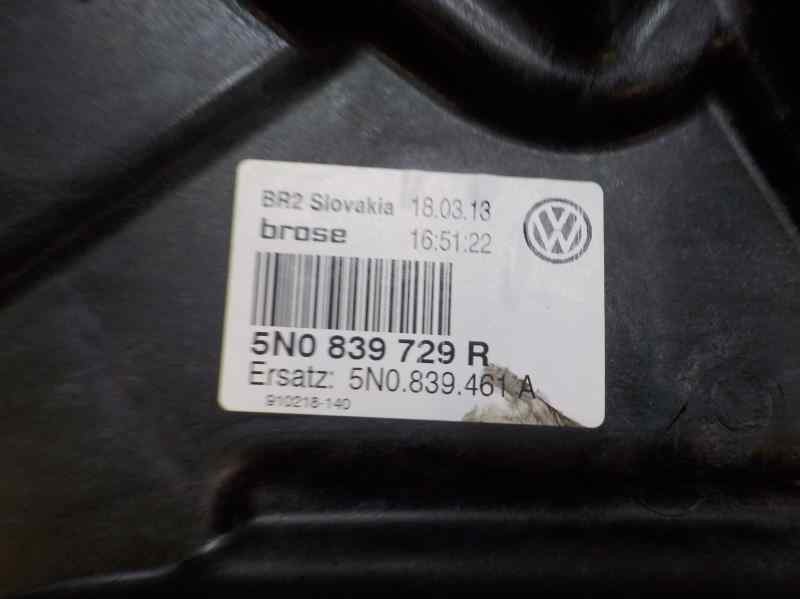 BR2 Slovakia 18.03.13
brose 16:51:22
5N0 839 729 R
Ersatz: 5N0.839.461 A
910218-140